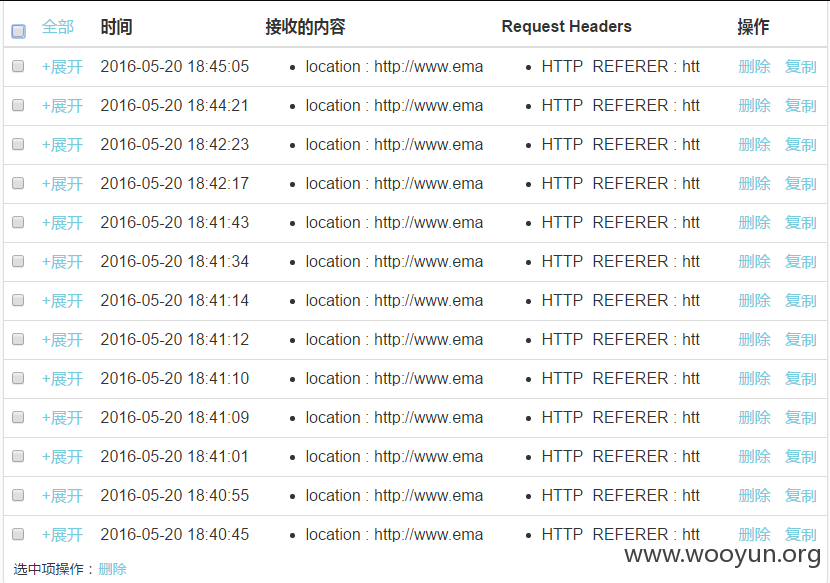 全部 时间 接收的内容 Request Headers 操作
+展开 2016-05-20 18:45:05 • location : http://www.ema • HTTP_REFERER : htt 删除 复制
+展开 2016-05-20 18:44:21 • location : http://www.ema • HTTP_REFERER : htt 删除 复制
+展开 2016-05-20 18:42:23 • location : http://www.ema • HTTP_REFERER : htt 删除 复制
+展开 2016-05-20 18:42:17 • location : http://www.ema • HTTP_REFERER : htt 删除 复制
+展开 2016-05-20 18:41:43 • location : http://www.ema • HTTP_REFERER : htt 删除 复制
+展开 2016-05-20 18:41:34 • location : http://www.ema • HTTP_REFERER : htt 删除 复制
+展开 2016-05-20 18:41:14 • location : http://www.ema • HTTP_REFERER : htt 删除 复制
+展开 2016-05-20 18:41:12 • location : http://www.ema • HTTP_REFERER : htt 删除 复制
+展开 2016-05-20 18:41:10 • location : http://www.ema • HTTP_REFERER : htt 删除 复制
+展开 2016-05-20 18:41:09 • location : http://www.ema • HTTP_REFERER : htt 删除 复制
+展开 2016-05-20 18:41:01 • location : http://www.ema • HTTP_REFERER : htt 删除 复制
+展开 2016-05-20 18:40:55 • location : http://www.ema • HTTP_REFERER : htt 删除 复制
+展开 2016-05-20 18:40:45 • location : http://www.ema • HTTP_REFERER : htt 删除 复制
www.wooyun.org
选中项操作：删除